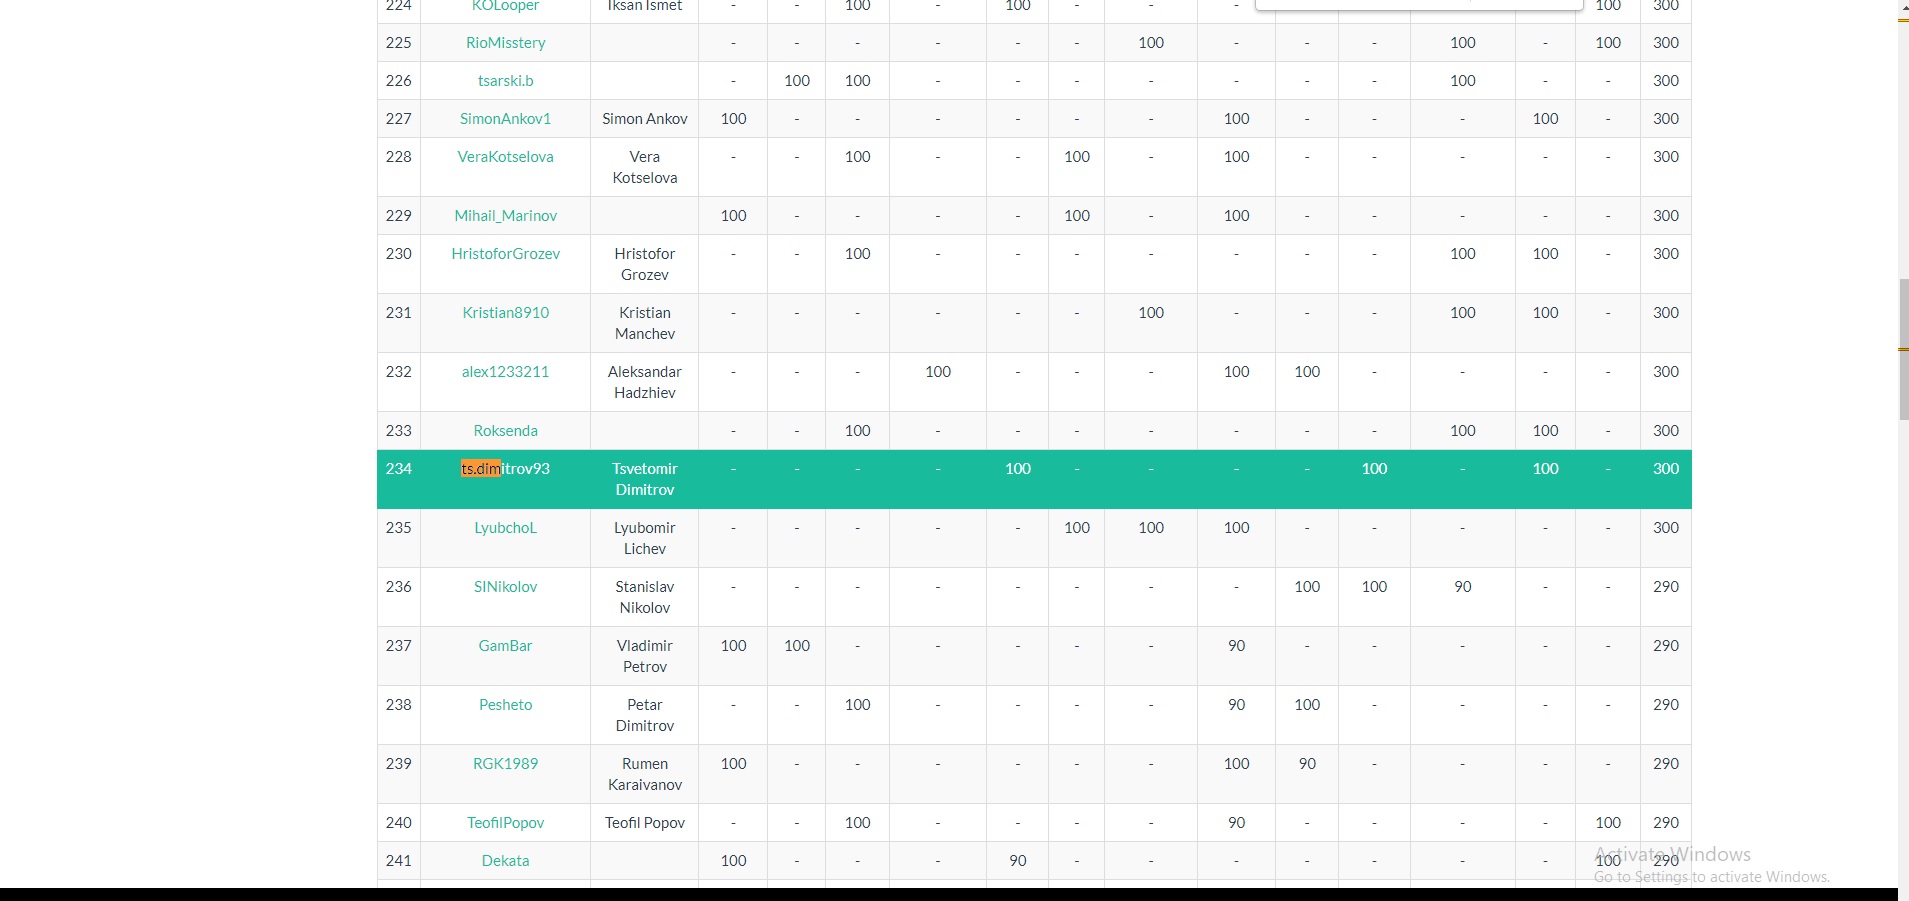 224 KOLooper Iksan Ismet - - 100 - 100 - - - 100 300
225 RioMisstery - - - - - - 100 - - - 100 - 100 300
226 tsarski.b - 100 100 - - - - - - - 100 - - 300
227 SimonAnkov1 Simon Ankov 100 - - - - - - 100 - - - 100 - 300
228 VeraKotselova Vera - - 100 - - 100 - 100 - - - - - 300
Kotselova
229 Mihail_Marinov 100 - - - - 100 - 100 - - - - - 300
230 HristoforGrozev Hristofor - - 100 - - - - - - - 100 100 - 300
Grozev
231 Kristian8910 Kristian - - - - - - 100 - - - 100 100 - 300
Manchev
232 alex1233211 Aleksandar - - - 100 - - - 100 100 - - - - 300
Hadzhiev
233 Roksenda - - 100 - - - - - - - 100 100 - 300
234 ts.dimitrov93 Tsvetomir - - - - 100 - - - - 100 - 100 - 300
Dimitrov
235 LyubchoL Lyubomir - - - - - 100 100 100 - - - - - 300
Lichev
236 SINikolov Stanislav - - - - - - - - 100 100 90 - - 290
Nikolov
237 GamBar Vladimir 100 100 - - - - - 90 - - - - - 290
Petrov
238 Pesheto Petar - - 100 - - - - 90 100 - - - - 290
Dimitrov
239 RGK1989 Rumen 100 - - - - - - 100 90 - - - - 290
Karaivanov
240 TeofilPopov Teofil Popov - - 100 - - - - 90 - - - - 100 290
241 Dekata 100 - - - 90 - - - - - - - 100 290
Activate Windows
Go to Settings to activate Windows.